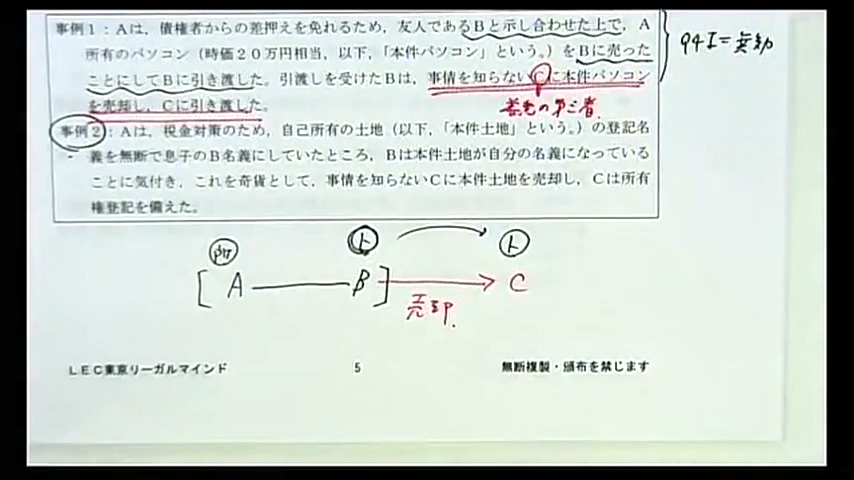 事例１：Ａは，債権者からの差押えを免れるため，友人であるＢと示し合わせた上で，Ａ
所有のパソコン（時価２０万円相当，以下，「本件パソコン」という。）をＢに売った
ことにしてＢに引き渡した。引渡しを受けたＢは，事情を知らないＣに本件パソコン
を売却し，Ｃに引き渡した。
94Ⅰ=無効
善意の第三者
事例２：Ａは，税金対策のため，自己所有の土地（以下，「本件土地」という。）の登記名
義を無断で息子のＢ名義にしていたところ，Ｂは本件土地が自分の名義になっている
ことに気付き，これを奇貨として，事情を知らないＣに本件土地を売却し，Ｃは所有
権登記を備えた。
ト ト
[ A B ] C
売却.
ＬＥＣ東京リーガルマインド 5 無断複製・頒布を禁じます